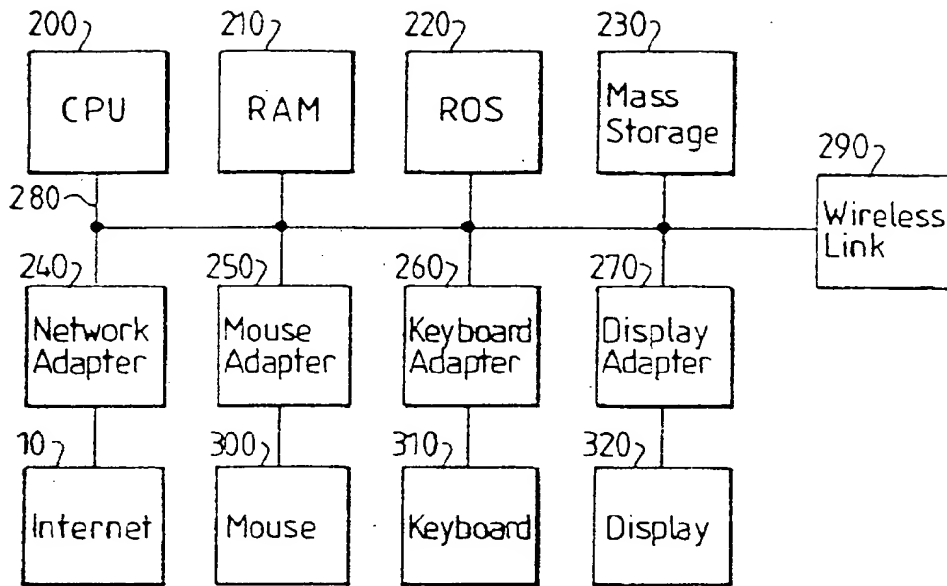 200
210
220
230
CPU
RAM
ROS
Mass
Storage
290
280
Wireless
Link
240
250
260
270
Network
Adapter
Mouse
Adapter
Keyboard
Adapter
Display
Adapter
10
300
310
320
Internet
Mouse
Keyboard
Display